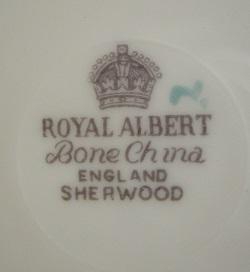 ROYAL ALBERT
Bone China
ENGLAND
SHERWOOD